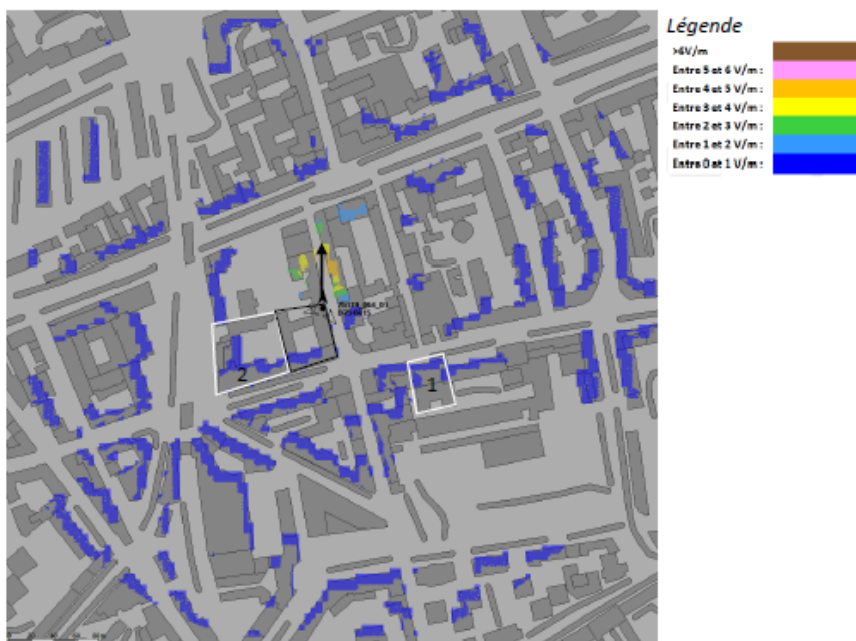 Légende
>6V/m
Entre 5 et 6 V/m :
Entre 4 et 5 V/m :
Entre 3 et 4 V/m :
Entre 2 et 3 V/m :
Entre 1 et 2 V/m :
Entre 0 et 1 V/m :
2
1